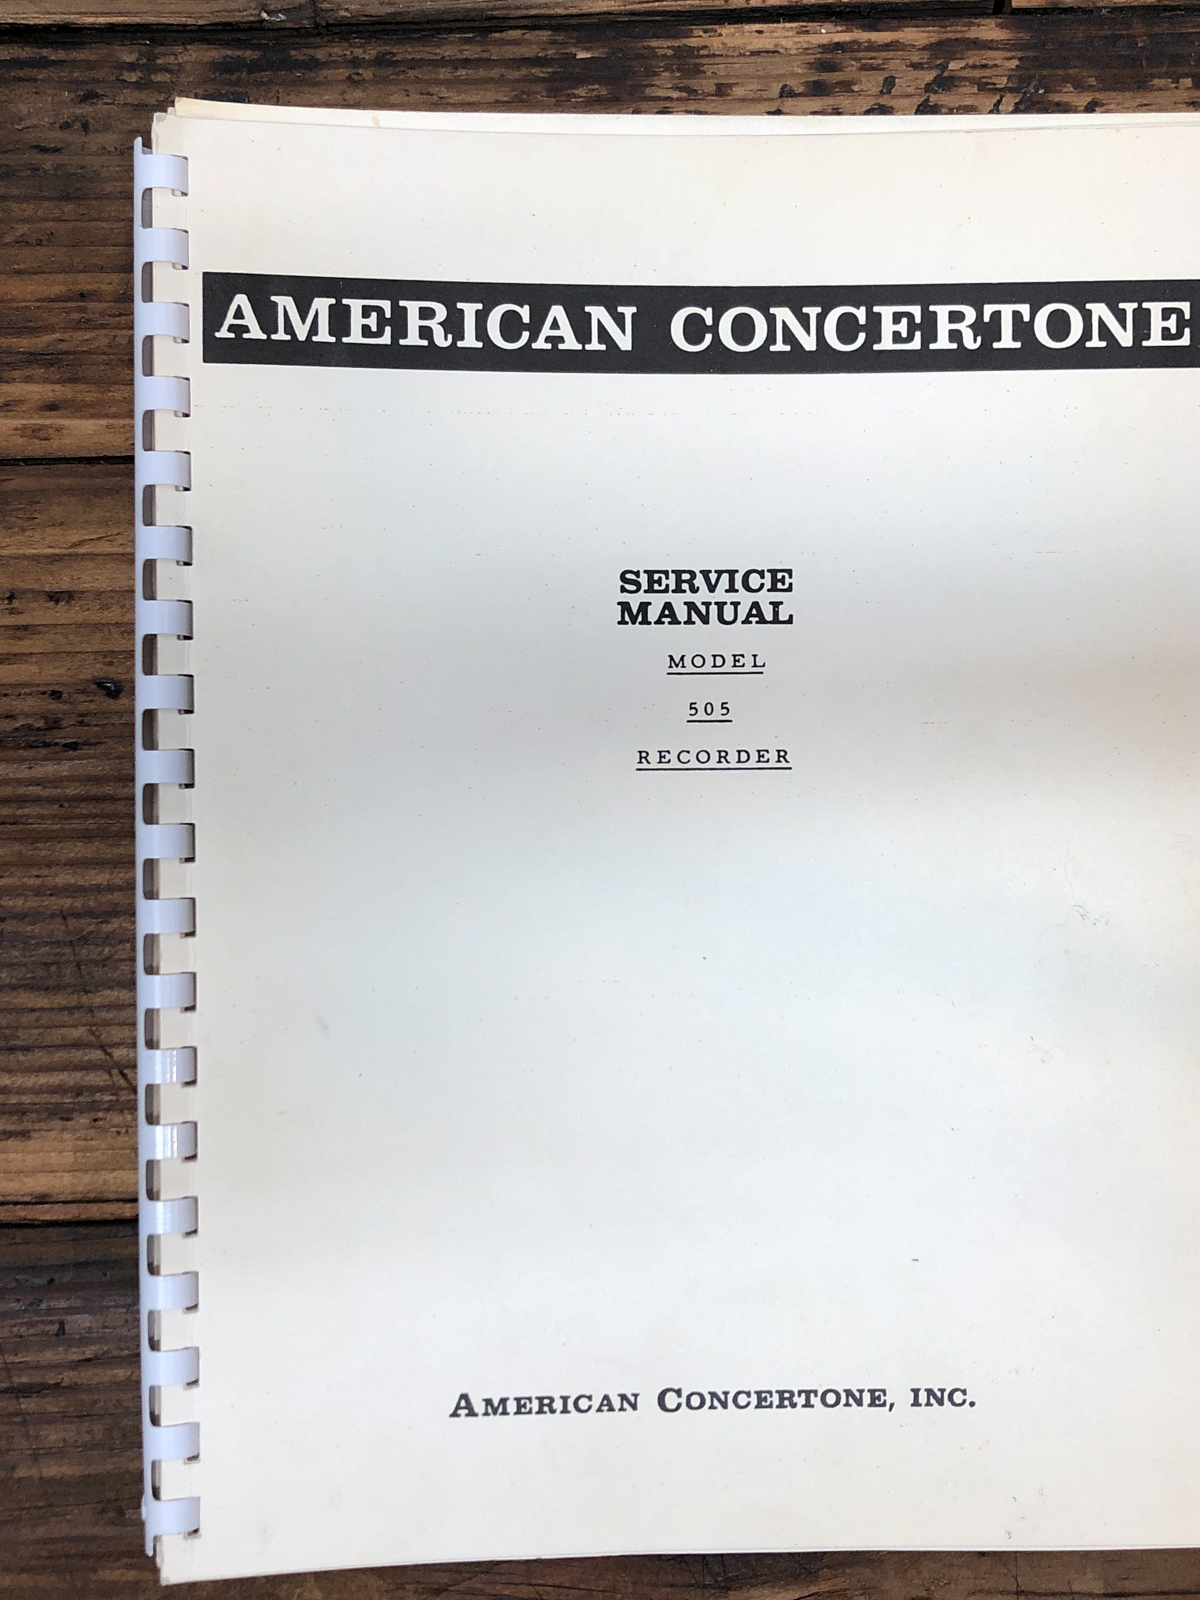 AMERICAN CONCERTONE
SERVICE
MANUAL
MODEL
505
RECORDER
AMERICAN CONCERTONE, INC.